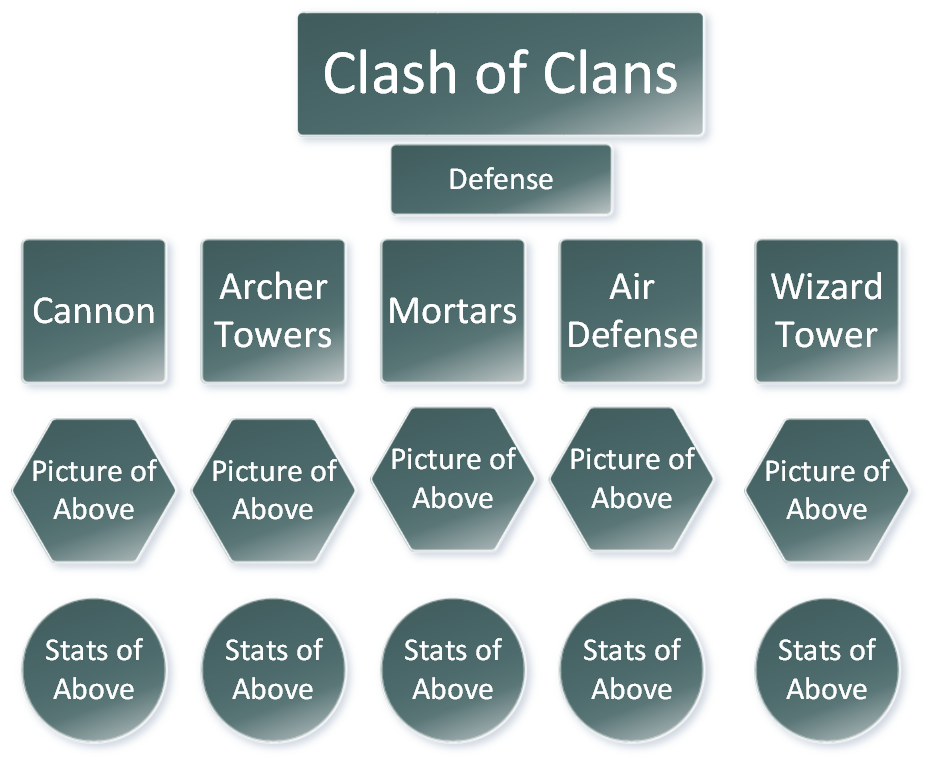 Clash of Clans
Defense
Cannon
Archer
Towers
Mortars
Air
Defense
Wizard
Tower
Picture of
Above
Picture of
Above
Picture of
Above
Picture of
Above
Picture of
Above
Stats of
Above
Stats of
Above
Stats of
Above
Stats of
Above
Stats of
Above